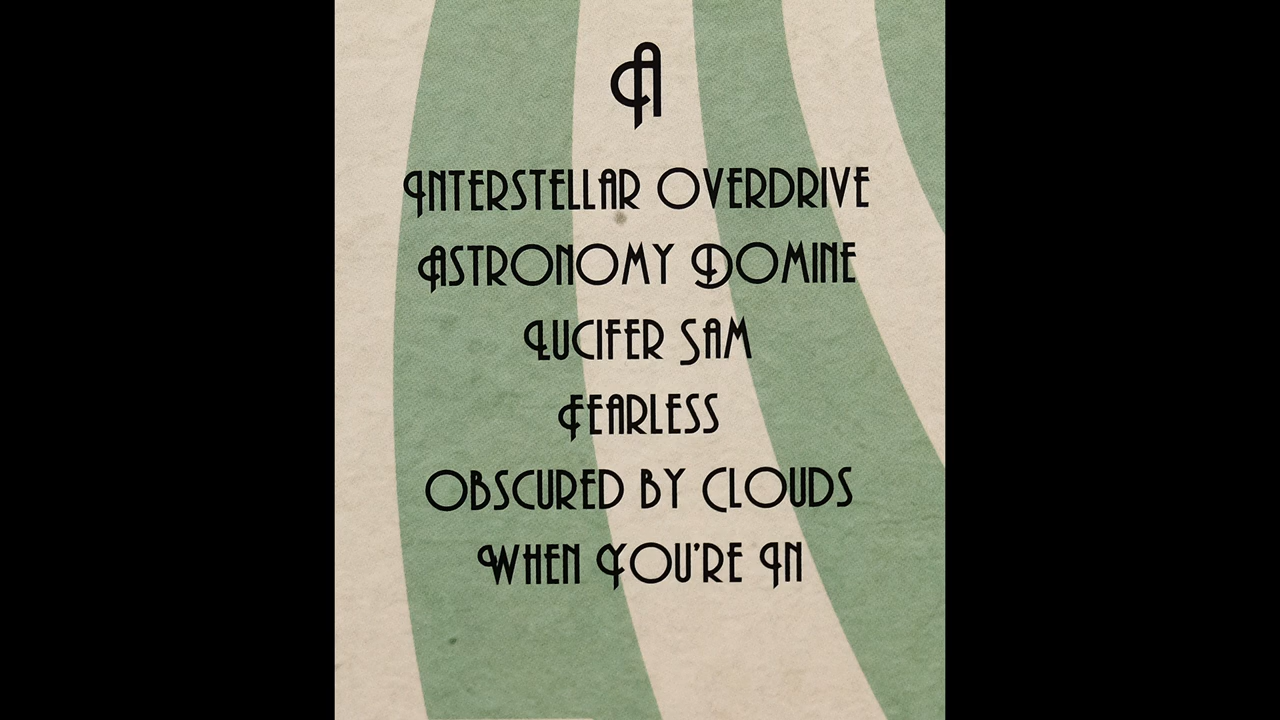 A
Interstellar Overdrive
Astronomy Domine
Lucifer Sam
Fearless
Obscured by Clouds
When You're In